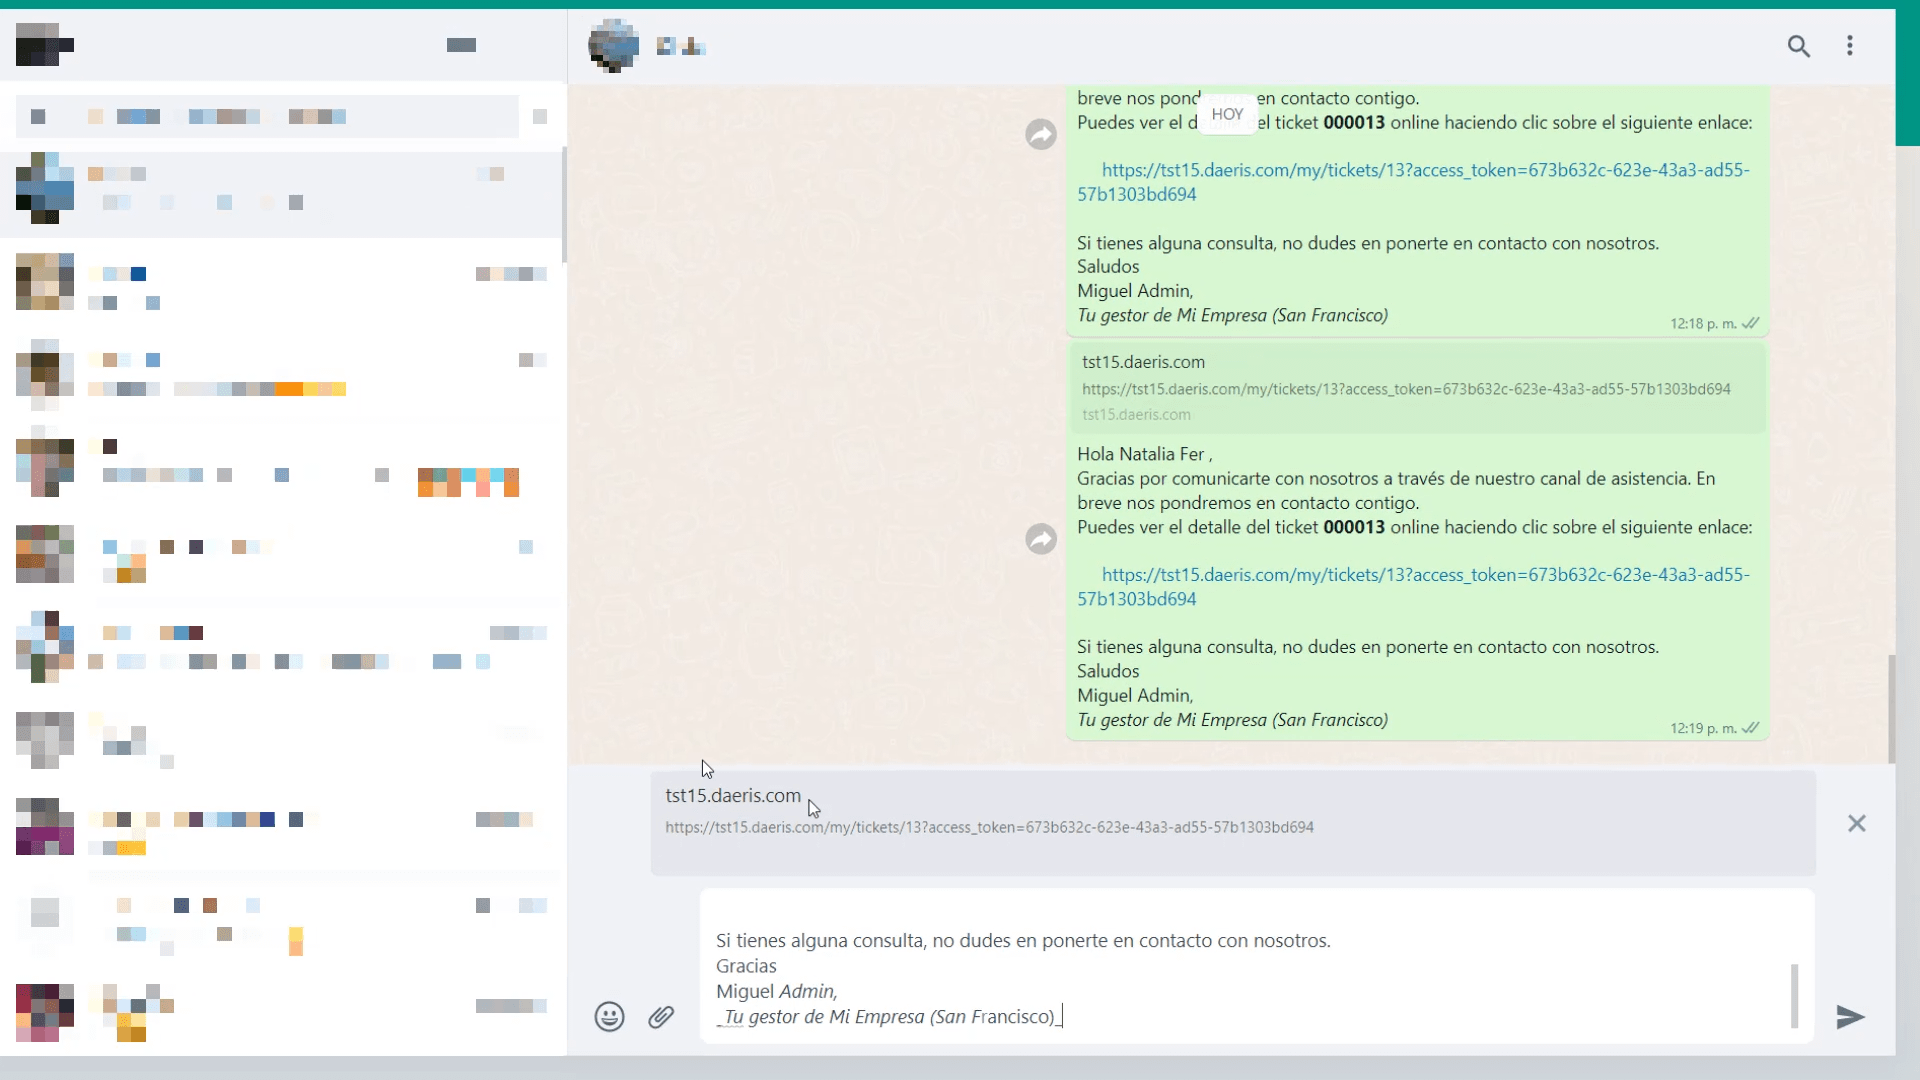 breve nos pond en contacto contigo.
HOY
Puedes ver el d el ticket 000013 online haciendo clic sobre el siguiente enlace:
https://tst15.daeris.com/my/tickets/13?access_token=673b632c-623e-43a3-ad55-
57b1303bd694
Si tienes alguna consulta, no dudes en ponerte en contacto con nosotros.
Saludos
Miguel Admin,
Tu gestor de Mi Empresa (San Francisco)
12:18 p. m.
tst15.daeris.com
https://tst15.daeris.com/my/tickets/13?access_token=673b632c-623e-43a3-ad55-57b1303bd694
tst15.daeris.com
Hola Natalia Fer ,
Gracias por comunicarte con nosotros a través de nuestro canal de asistencia. En
breve nos pondremos en contacto contigo.
Puedes ver el detalle del ticket 000013 online haciendo clic sobre el siguiente enlace:
https://tst15.daeris.com/my/tickets/13?access_token=673b632c-623e-43a3-ad55-
57b1303bd694
Si tienes alguna consulta, no dudes en ponerte en contacto con nosotros.
Saludos
Miguel Admin,
Tu gestor de Mi Empresa (San Francisco)
12:19 p. m.
tst15.daeris.com
https://tst15.daeris.com/my/tickets/13?access_token=673b632c-623e-43a3-ad55-57b1303bd694
Si tienes alguna consulta, no dudes en ponerte en contacto con nosotros.
Gracias
Miguel Admin,
_Tu gestor de Mi Empresa (San Francisco)_